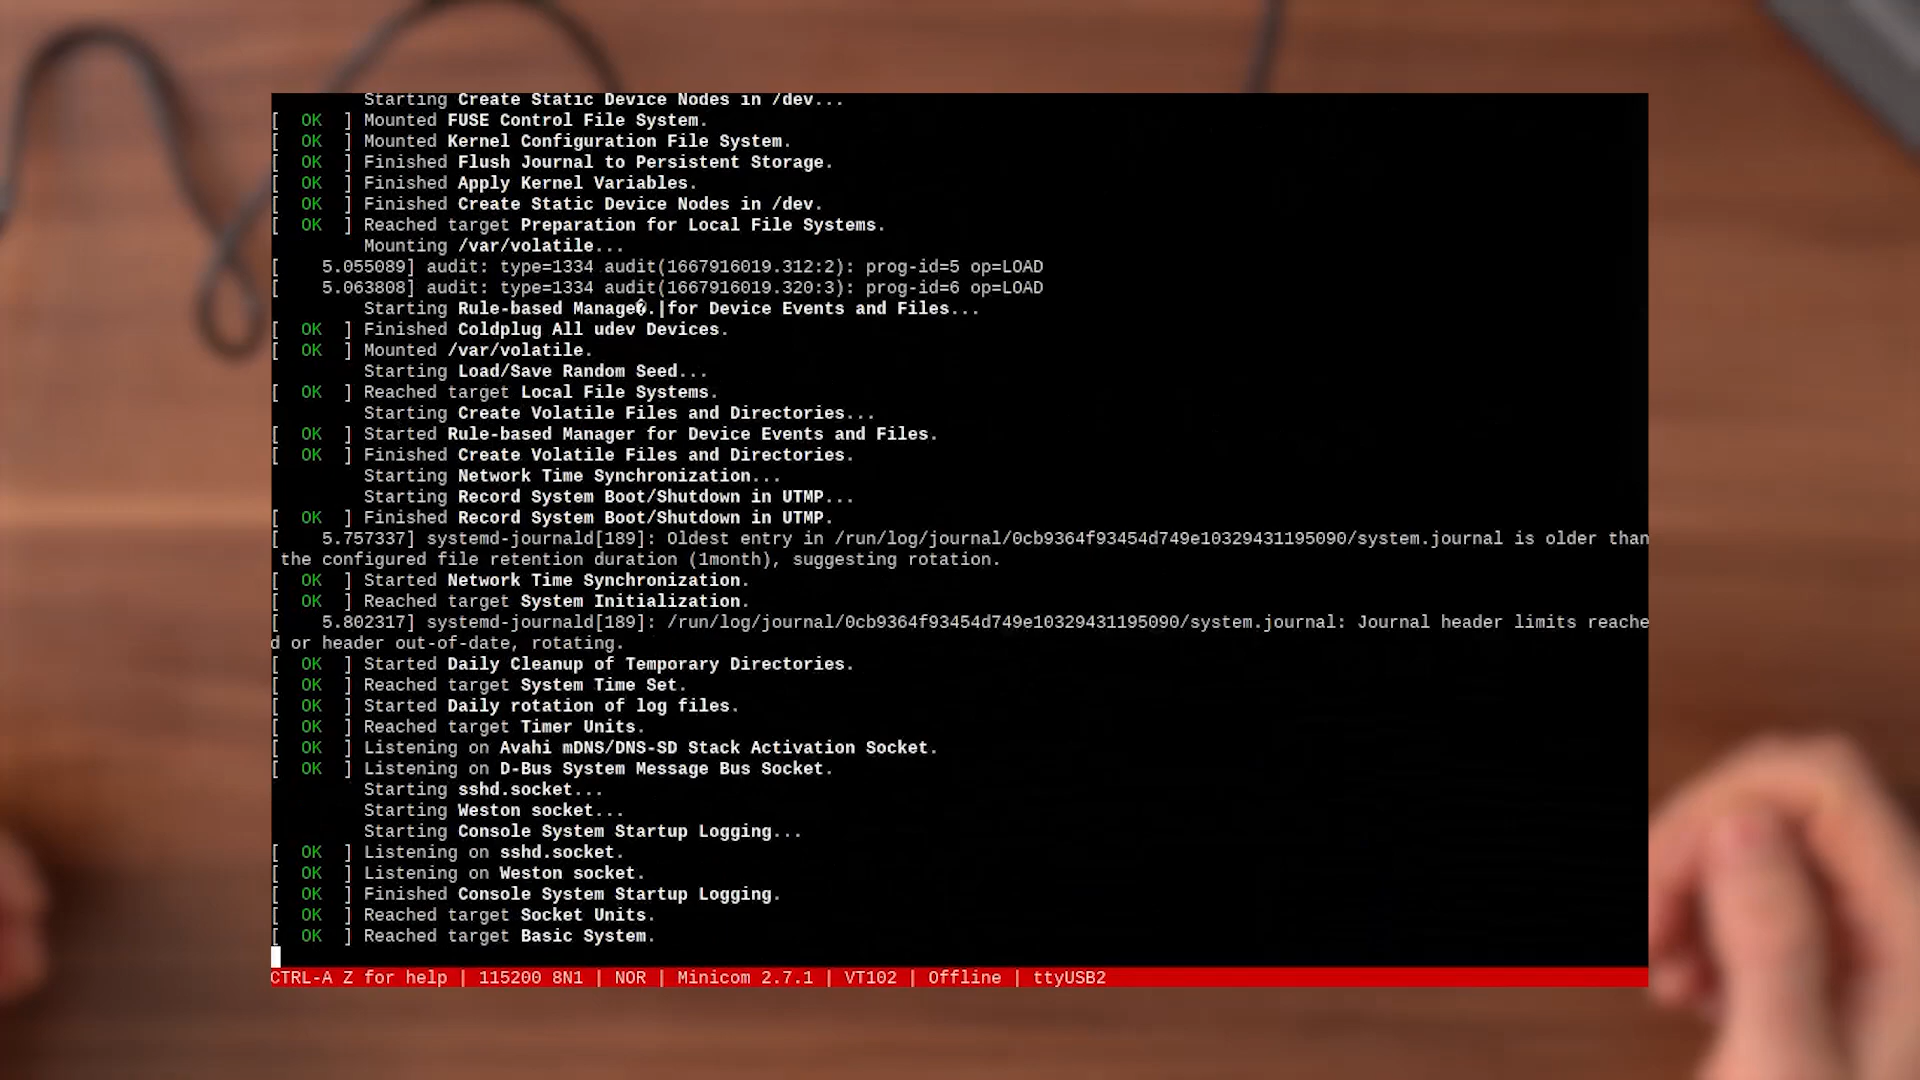 Starting Create Static Device Nodes in /dev...
[  OK  ] Mounted FUSE Control File System.
[  OK  ] Mounted Kernel Configuration File System.
[  OK  ] Finished Flush Journal to Persistent Storage.
[  OK  ] Finished Apply Kernel Variables.
[  OK  ] Finished Create Static Device Nodes in /dev.
[  OK  ] Reached target Preparation for Local File Systems.
Mounting /var/volatile...
[    5.055089] audit: type=1334 audit(1667916019.312:2): prog-id=5 op=LOAD
[    5.063808] audit: type=1334 audit(1667916019.320:3): prog-id=6 op=LOAD
Starting Rule-based Manage�.|for Device Events and Files...
[  OK  ] Finished Coldplug All udev Devices.
[  OK  ] Mounted /var/volatile.
Starting Load/Save Random Seed...
[  OK  ] Reached target Local File Systems.
Starting Create Volatile Files and Directories...
[  OK  ] Started Rule-based Manager for Device Events and Files.
[  OK  ] Finished Create Volatile Files and Directories.
Starting Network Time Synchronization...
Starting Record System Boot/Shutdown in UTMP...
[  OK  ] Finished Record System Boot/Shutdown in UTMP.
[    5.757337] systemd-journald[189]: Oldest entry in /run/log/journal/0cb9364f93454d749e10329431195090/system.journal is older than
the configured file retention duration (1month), suggesting rotation.
[  OK  ] Started Network Time Synchronization.
[  OK  ] Reached target System Initialization.
[    5.802317] systemd-journald[189]: /run/log/journal/0cb9364f93454d749e10329431195090/system.journal: Journal header limits reache
d or header out-of-date, rotating.
[  OK  ] Started Daily Cleanup of Temporary Directories.
[  OK  ] Reached target System Time Set.
[  OK  ] Started Daily rotation of log files.
[  OK  ] Reached target Timer Units.
[  OK  ] Listening on Avahi mDNS/DNS-SD Stack Activation Socket.
[  OK  ] Listening on D-Bus System Message Bus Socket.
Starting sshd.socket...
Starting Weston socket...
Starting Console System Startup Logging...
[  OK  ] Listening on sshd.socket.
[  OK  ] Listening on Weston socket.
[  OK  ] Finished Console System Startup Logging.
[  OK  ] Reached target Socket Units.
[  OK  ] Reached target Basic System.
CTRL-A Z for help | 115200 8N1 | NOR | Minicom 2.7.1 | VT102 | Offline | ttyUSB2